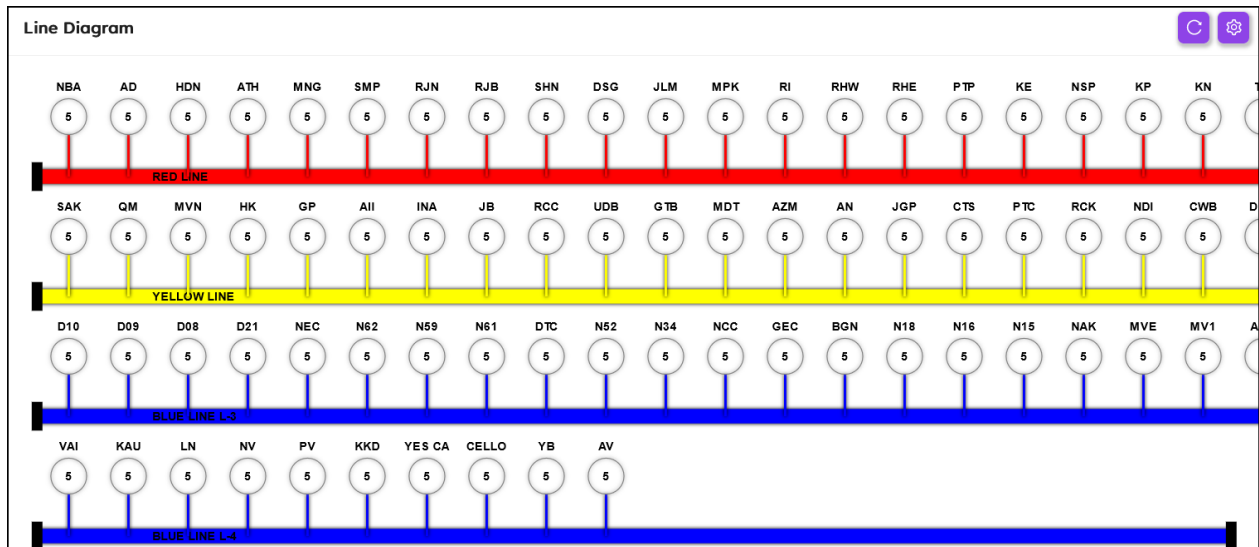 Line Diagram
NBA AD HDN ATH MNG SMP RJN RJB SHN DSG JLM MPK RI RHW RHE PTP KE NSP KP KN
5 5 5 5 5 5 5 5 5 5 5 5 5 5 5 5 5 5 5 5
RED LINE
SAK QM MVN HK GP AII INA JB RCC UDB GTB MDT AZM AN JGP CTS PTC RCK NDI CWB
5 5 5 5 5 5 5 5 5 5 5 5 5 5 5 5 5 5 5 5
YELLOW LINE
D10 D09 D08 D21 NEC N62 N59 N61 DTC N52 N34 NCC GEC BGN N18 N16 N15 NAK MVE MV1
5 5 5 5 5 5 5 5 5 5 5 5 5 5 5 5 5 5 5 5
BLUE LINE L-3
VAI KAU LN NV PV KKD YES CA CELLO YB AV
5 5 5 5 5 5 5 5 5 5
BLUE LINE L-4